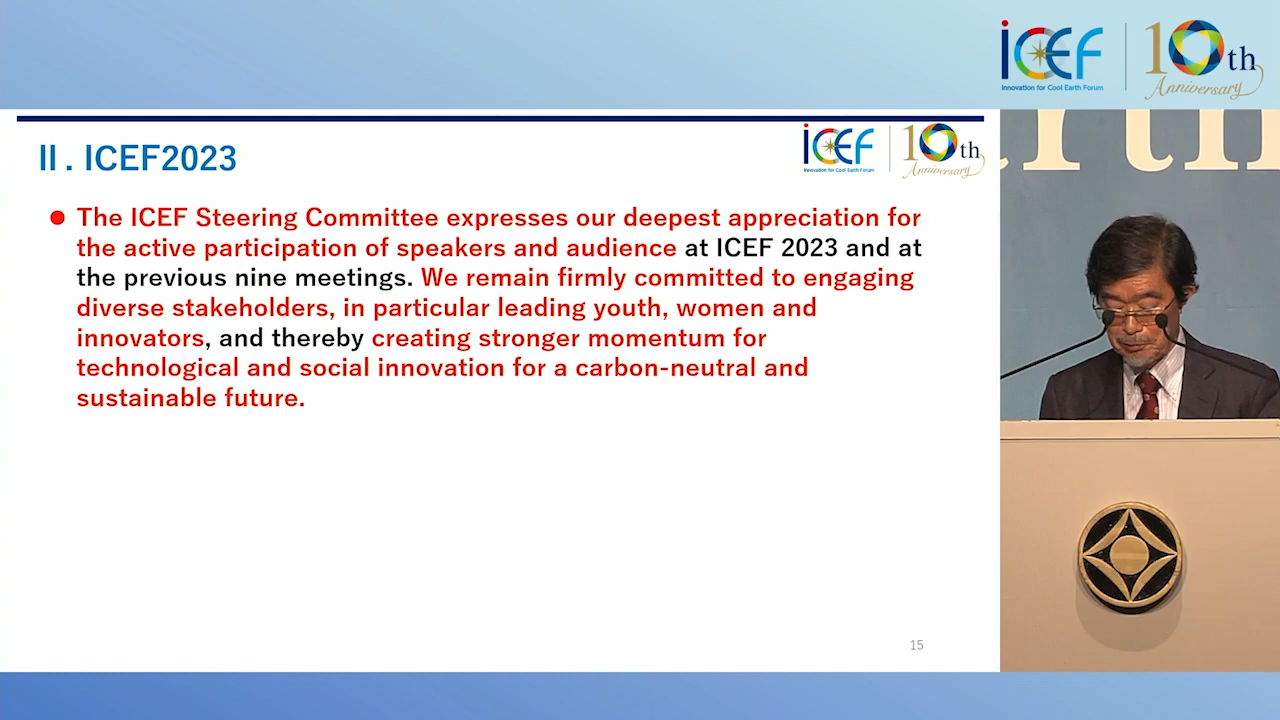 ICEF
Innovation for Cool Earth Forum
10th
Anniversary
II. ICEF2023
ICEF
Innovation for Cool Earth Forum
10th
Anniversary
● The ICEF Steering Committee expresses our deepest appreciation for
the active participation of speakers and audience at ICEF 2023 and at
the previous nine meetings. We remain firmly committed to engaging
diverse stakeholders, in particular leading youth, women and
innovators, and thereby creating stronger momentum for
technological and social innovation for a carbon-neutral and
sustainable future.
15